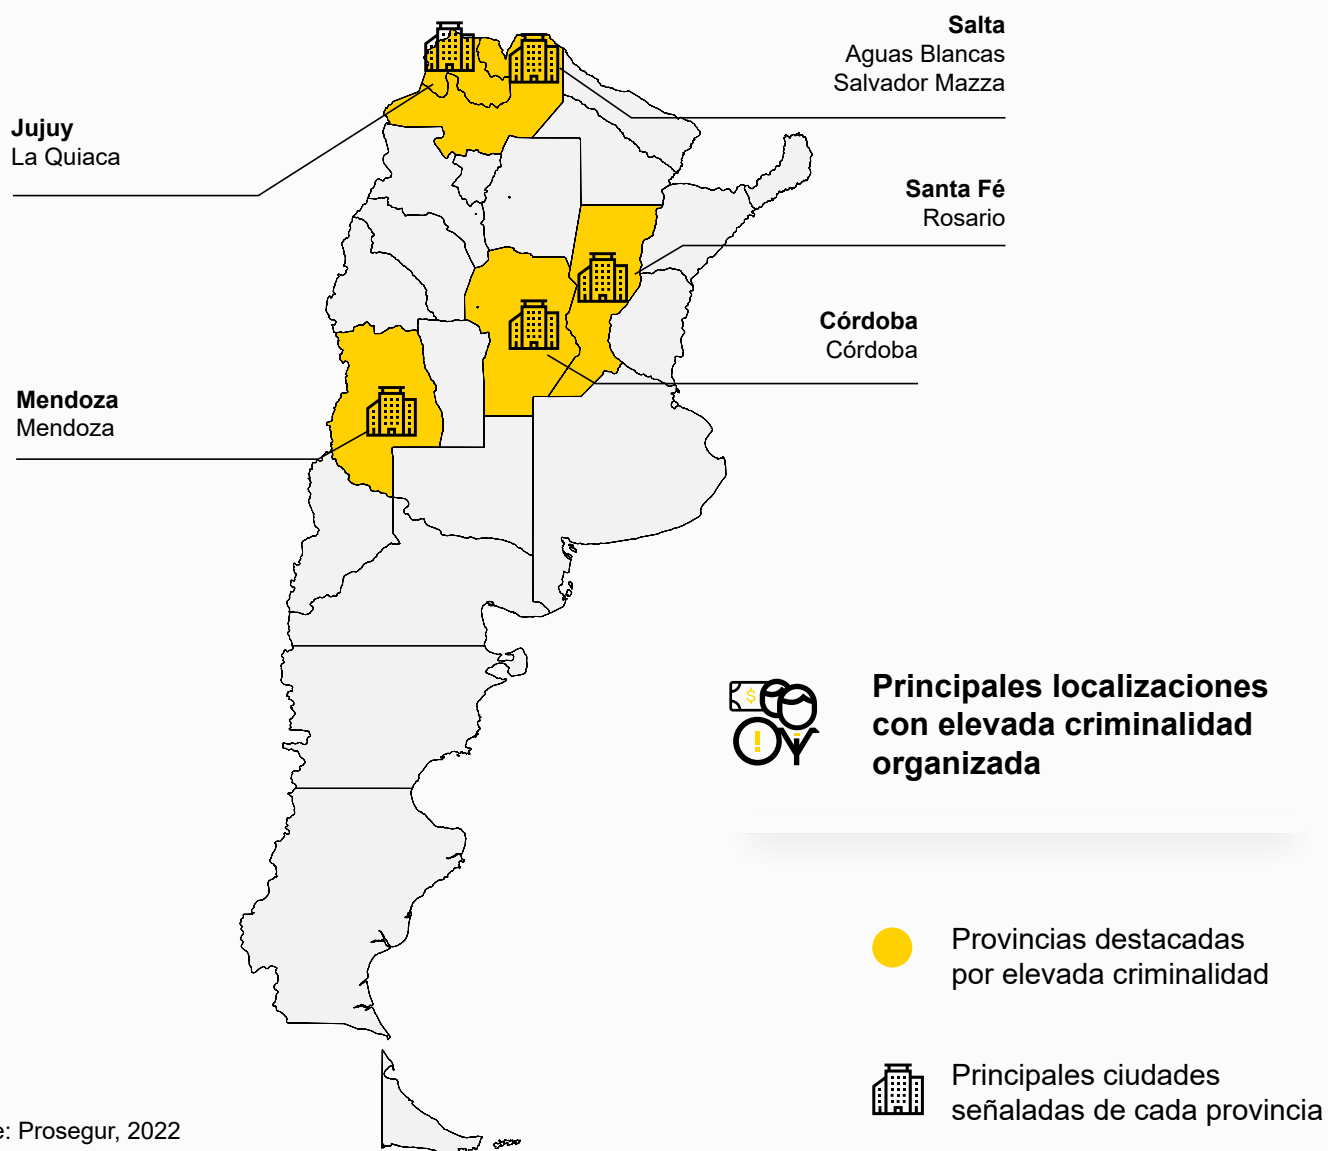 Salta
Aguas Blancas
Salvador Mazza
Jujuy
La Quiaca
Santa Fé
Rosario
Córdoba
Córdoba
Mendoza
Mendoza
$
!
Principales localizaciones
con elevada criminalidad
organizada
Provincias destacadas
por elevada criminalidad
Principales ciudades
señaladas de cada provincia
e: Prosegur, 2022